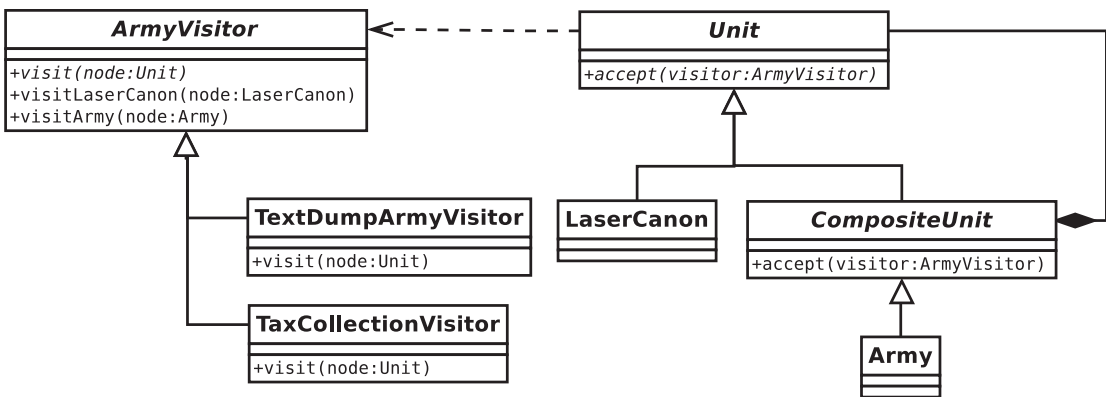 ArmyVisitor
+visit(node:Unit)
+visitLaserCanon(node:LaserCanon)
+visitArmy(node:Army)
Unit
+accept(visitor:ArmyVisitor)
TextDumpArmyVisitor
+visit(node:Unit)
TaxCollectionVisitor
+visit(node:Unit)
LaserCanon
CompositeUnit
+accept(visitor:ArmyVisitor)
Army